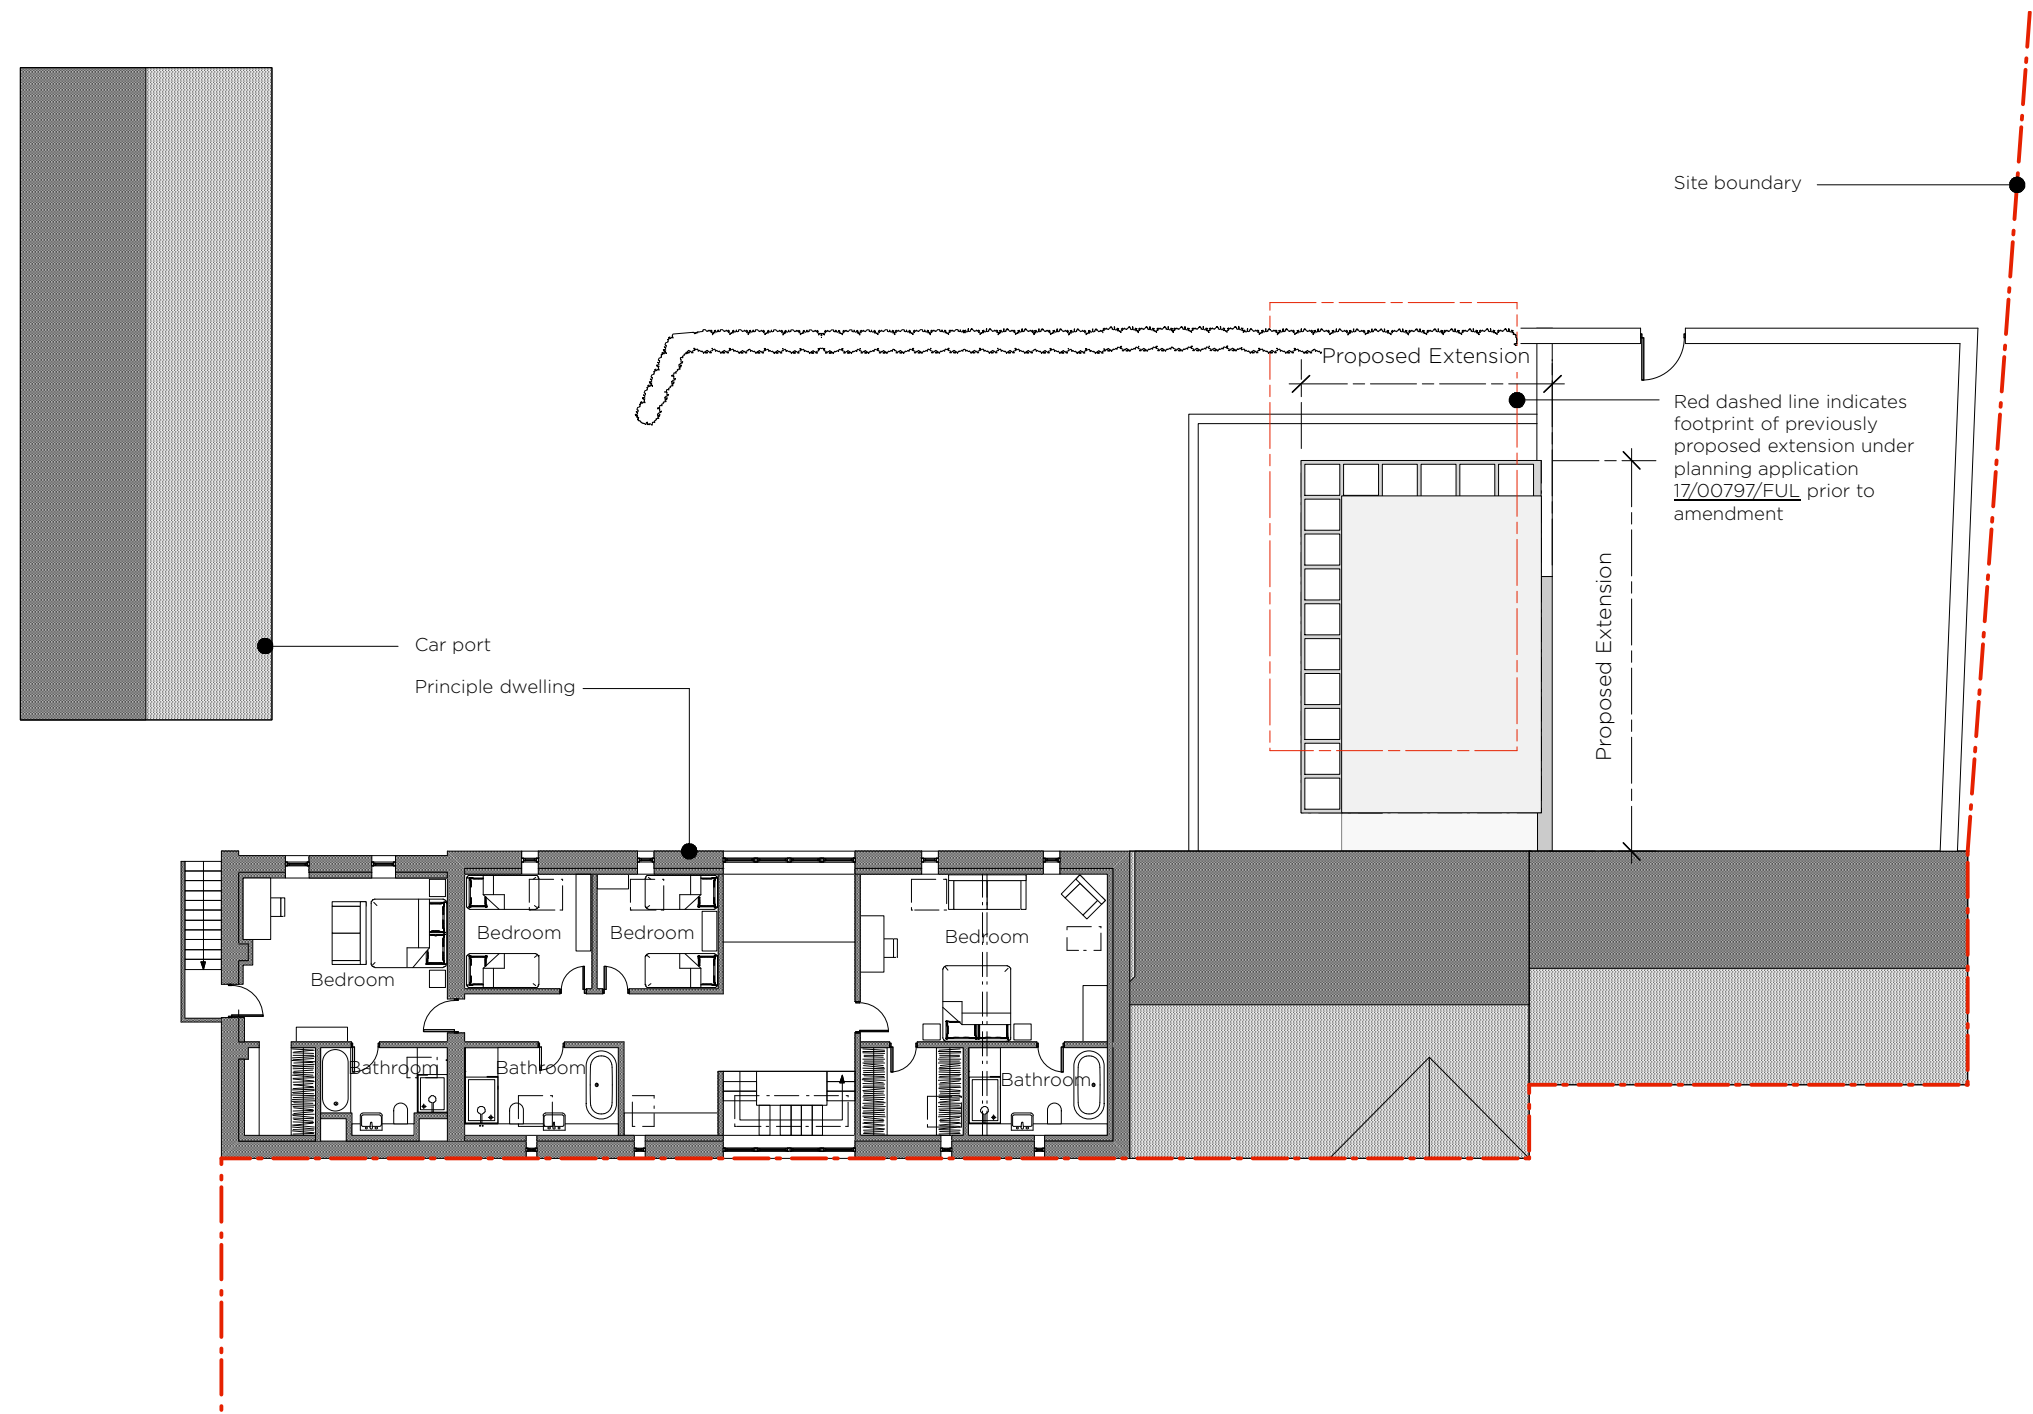 Site boundary
Proposed Extension
Red dashed line indicates
footprint of previously
proposed extension under
planning application
17/00797/FUL prior to
amendment
Proposed Extension
Car port
Principle dwelling
Bedroom
Bedroom
Bedroom
Bedroom
Bathroom
Bathroom
Bathroom